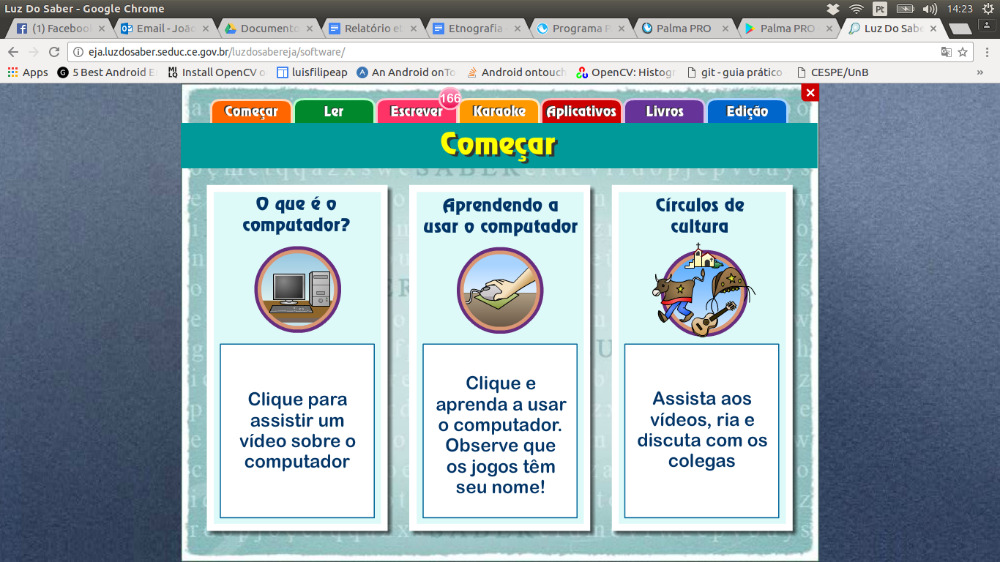 Luz Do Saber - Google Chrome
Pt
14:23
(1) Faceboo
Email - Joã
Documento
Relatório et
Etnografia -
Programa P
Palma PRO
Palma PRO
Luz Do Sabe
eja.luzdosaber.seduc.ce.gov.br/luzdosabereja/software/
Apps
5 Best Android E
Install OpenCV o
luisfilipeap
An Android onTo
Android ontouch
OpenCV: Histogr
git - guia prático
CESPE/UnB
»
Começar
Ler
Escrever
166
Karaoke
Aplicativos
Livros
Edição
Começar
O que é o
computador?
Clique para
assistir um
vídeo sobre o
computador
Aprendendo a
usar o computador
Clique e
aprenda a usar
o computador.
Observe que
os jogos têm
seu nome!
Círculos de
cultura
Assista aos
vídeos, ria e
discuta com os
colegas